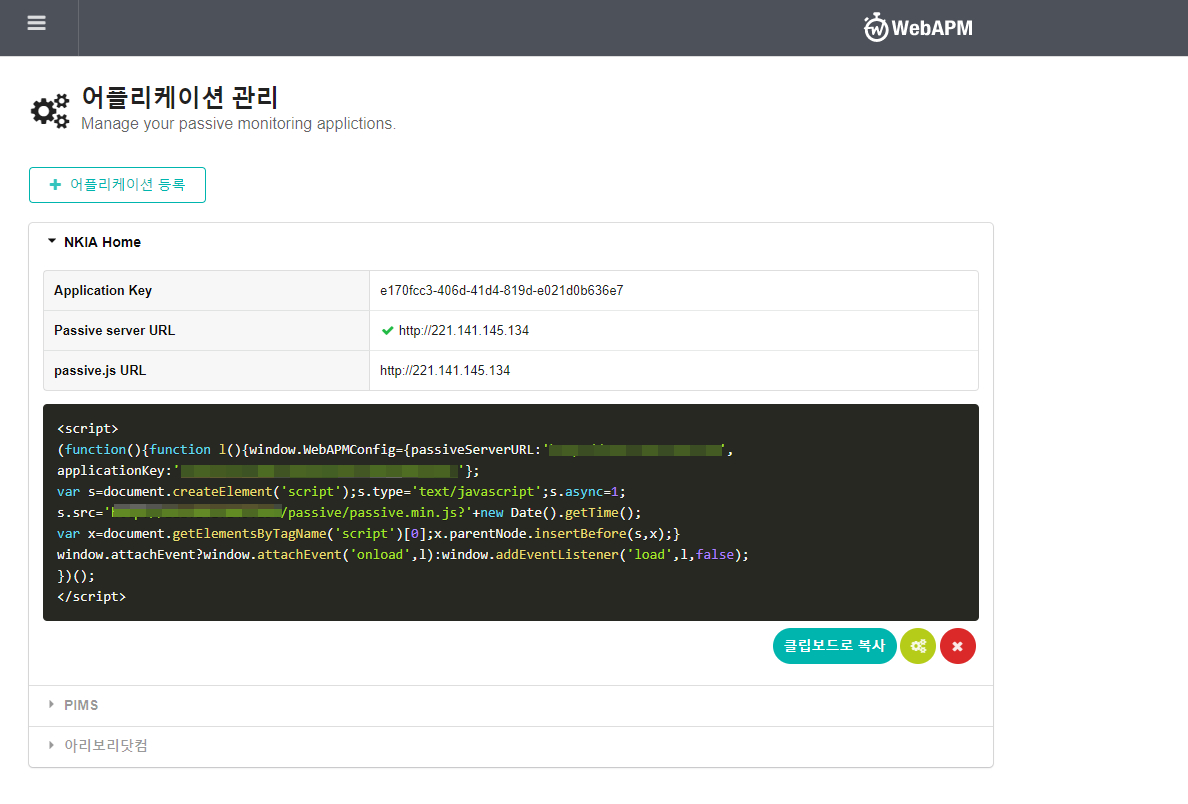 WebAPM
어플리케이션 관리
Manage your passive monitoring applictions.
어플리케이션 등록
NKIA Home
Application Key e170fcc3-406d-41d4-819d-e021d0b636e7
Passive server URL http://221.141.145.134
passive.js URL http://221.141.145.134
<script>
(function(){function l(){window.WebAPMConfig={passiveServerURL:'',
applicationKey:''};
var s=document.createElement('script');s.type='text/javascript';s.async=1;
s.src='/passive/passive.min.js?'+new Date().getTime();
var x=document.getElementsByTagName('script')[0];x.parentNode.insertBefore(s,x);}
window.attachEvent?window.attachEvent('onload',l):window.addEventListener('load',l,false);
})();
</script>
클립보드로 복사
PIMS
아리보리닷컴